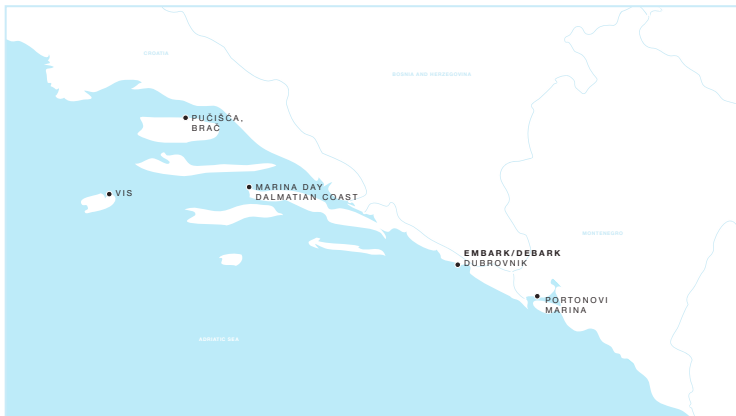 CROATIA
BOSNIA AND HERZEGOVINA
PUČIŠĆA,
BRAČ
MARINA DAY
DALMATIAN COAST
VIS
MONTENEGRO
EMBARK/DEBARK
DUBROVNIK
PORTONOVI
MARINA
ADRIATIC SEA